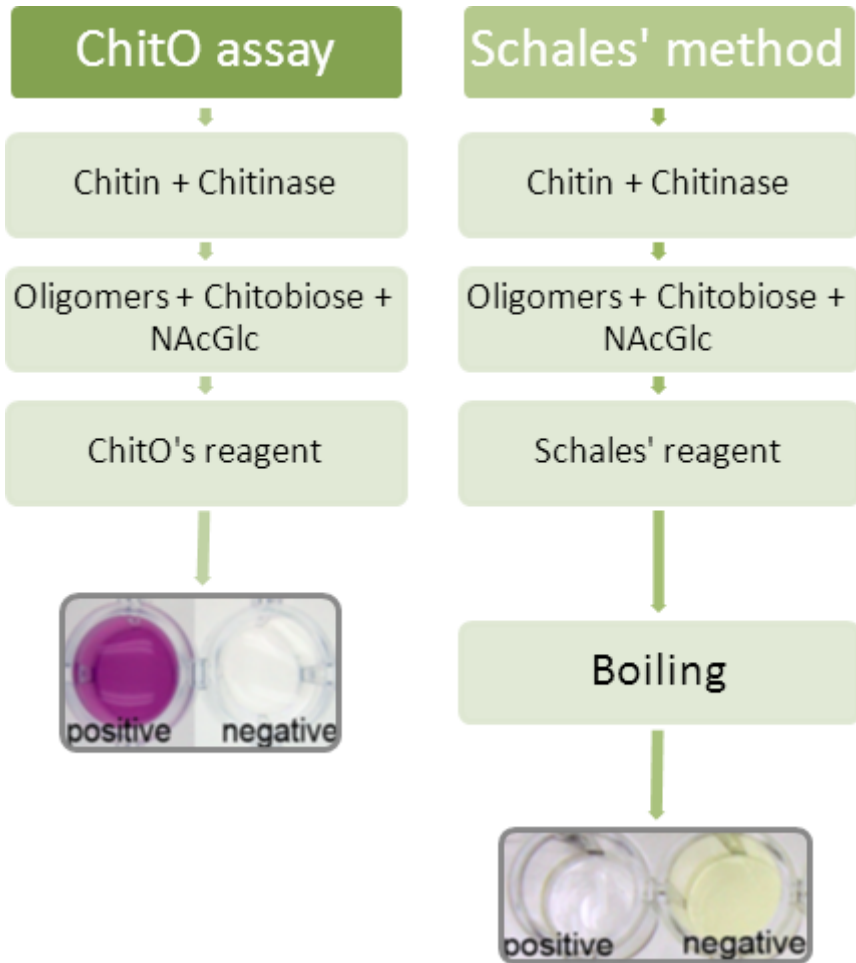 ChitO assay
Chitin + Chitinase
Oligomers + Chitobiose +
NAcGlc
ChitO's reagent
positive negative
Schales' method
Chitin + Chitinase
Oligomers + Chitobiose +
NAcGlc
Schales' reagent
Boiling
positive negative